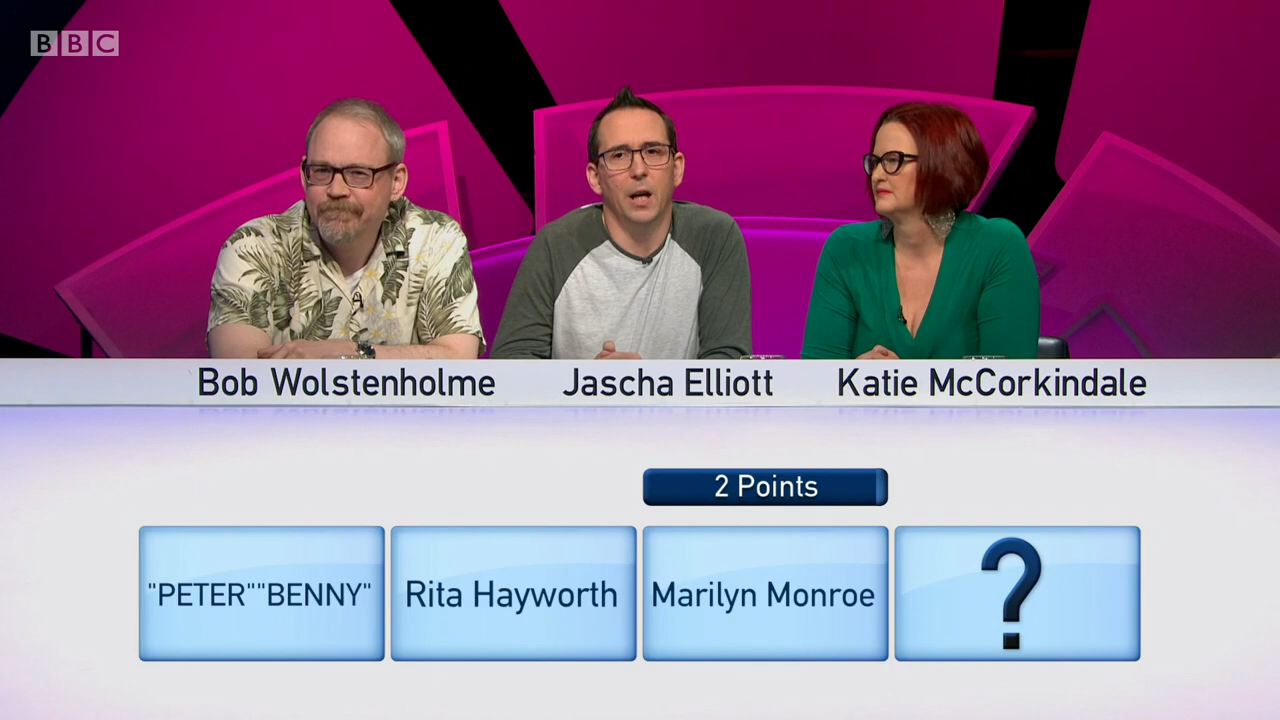 BBC
Bob Wolstenholme
Jascha Elliott
Katie McCorkindale
2 Points
"PETER""BENNY"
Rita Hayworth
Marilyn Monroe
?